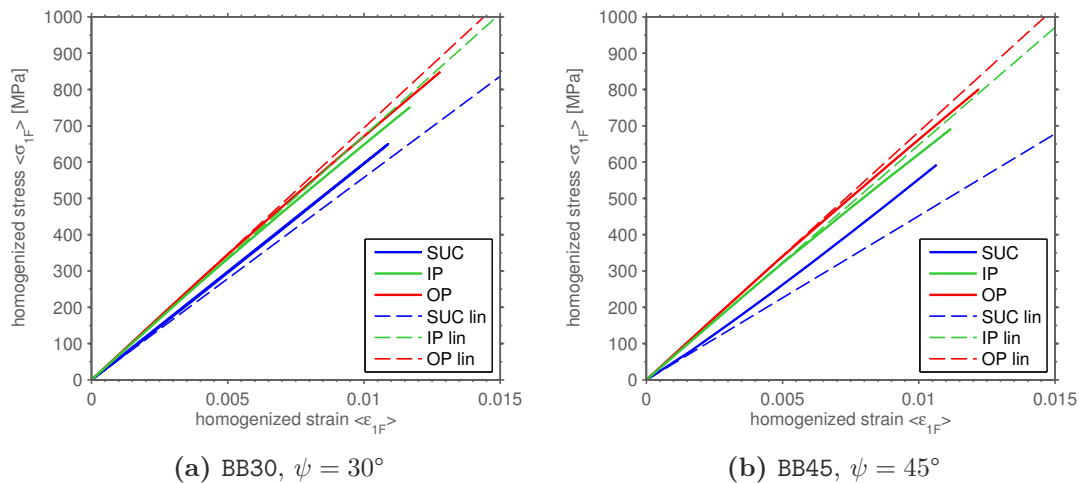 1000
900
800
700
600
500
400
300
200
100
0
homogenized stress <σ1F> [MPa]
SUC
IP
OP
SUC lin
IP lin
OP lin
0 0.005 0.01 0.015
homogenized strain <ε1F>
(a) BB30, ψ = 30°
1000
900
800
700
600
500
400
300
200
100
0
homogenized stress <σ1F> [MPa]
SUC
IP
OP
SUC lin
IP lin
OP lin
0 0.005 0.01 0.015
homogenized strain <ε1F>
(b) BB45, ψ = 45°